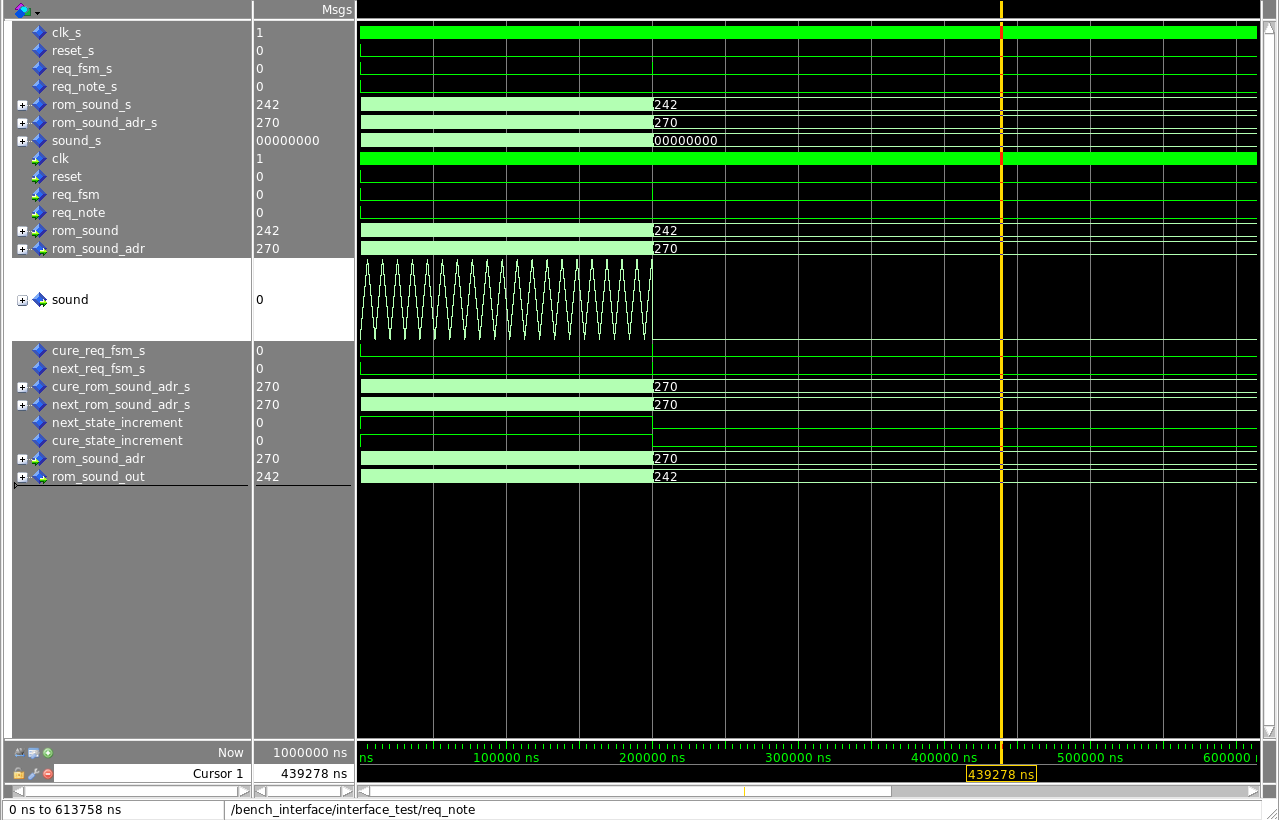 Msgs
clk_s 1
reset_s 0
req_fsm_s 0
req_note_s 0
rom_sound_s 242 242
rom_sound_adr_s 270 270
sound_s 00000000 00000000
clk 1
reset 0
req_fsm 0
req_note 0
rom_sound 242 242
rom_sound_adr 270 270
sound 0
cure_req_fsm_s 0
next_req_fsm_s 0
cure_rom_sound_adr_s 270 270
next_rom_sound_adr_s 270 270
next_state_increment 0
cure_state_increment 0
rom_sound_adr 270 270
rom_sound_out 242 242
Now 1000000 ns ns 100000 ns 200000 ns 300000 ns 400000 ns 500000 ns 600000
Cursor 1 439278 ns 439278 ns
0 ns to 613758 ns /bench_interface/interface_test/req_note